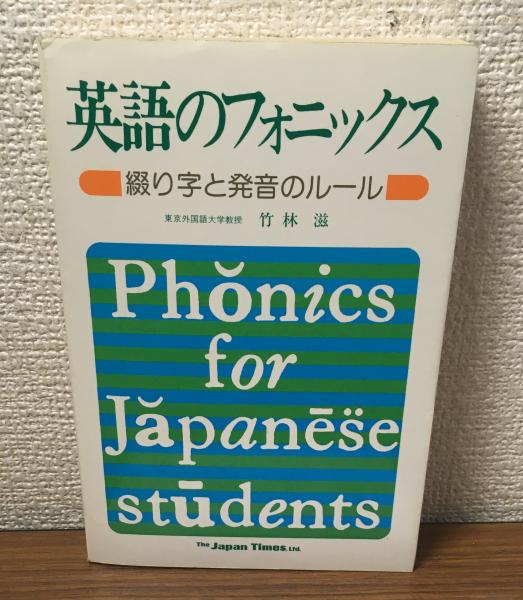 英語のフォニックス
綴り字と発音のルール
東京外国語大学教授 竹林 滋
Phŏnics
for
Jăpanēs̈e
stūdents
The Japan Times, Ltd.